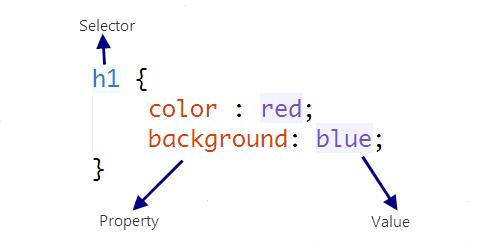 Selector
h1 {
color : red;
background: blue;
}
Property
Value